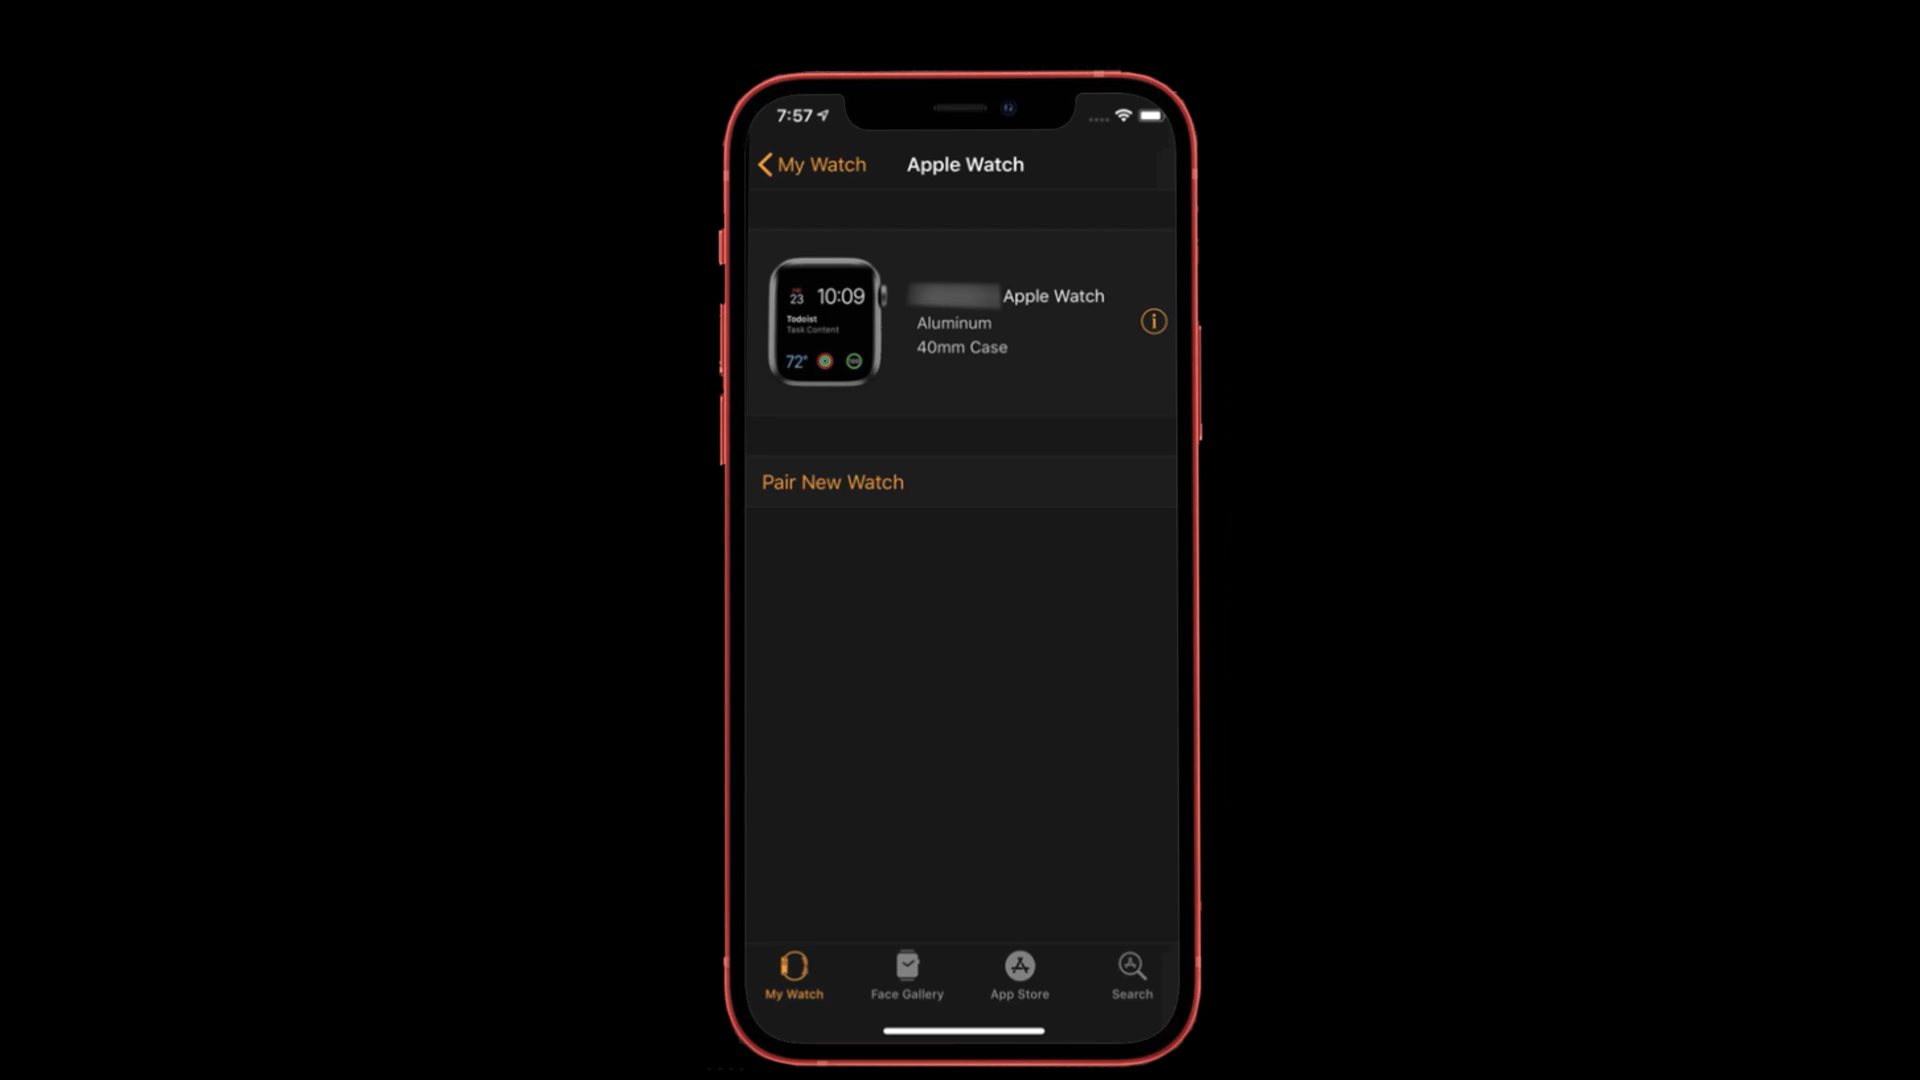 7:57
My Watch
Apple Watch
23
10:09
Todoist
Task Content
72°
Apple Watch
Aluminum
40mm Case
Pair New Watch
My Watch
Face Gallery
App Store
Search